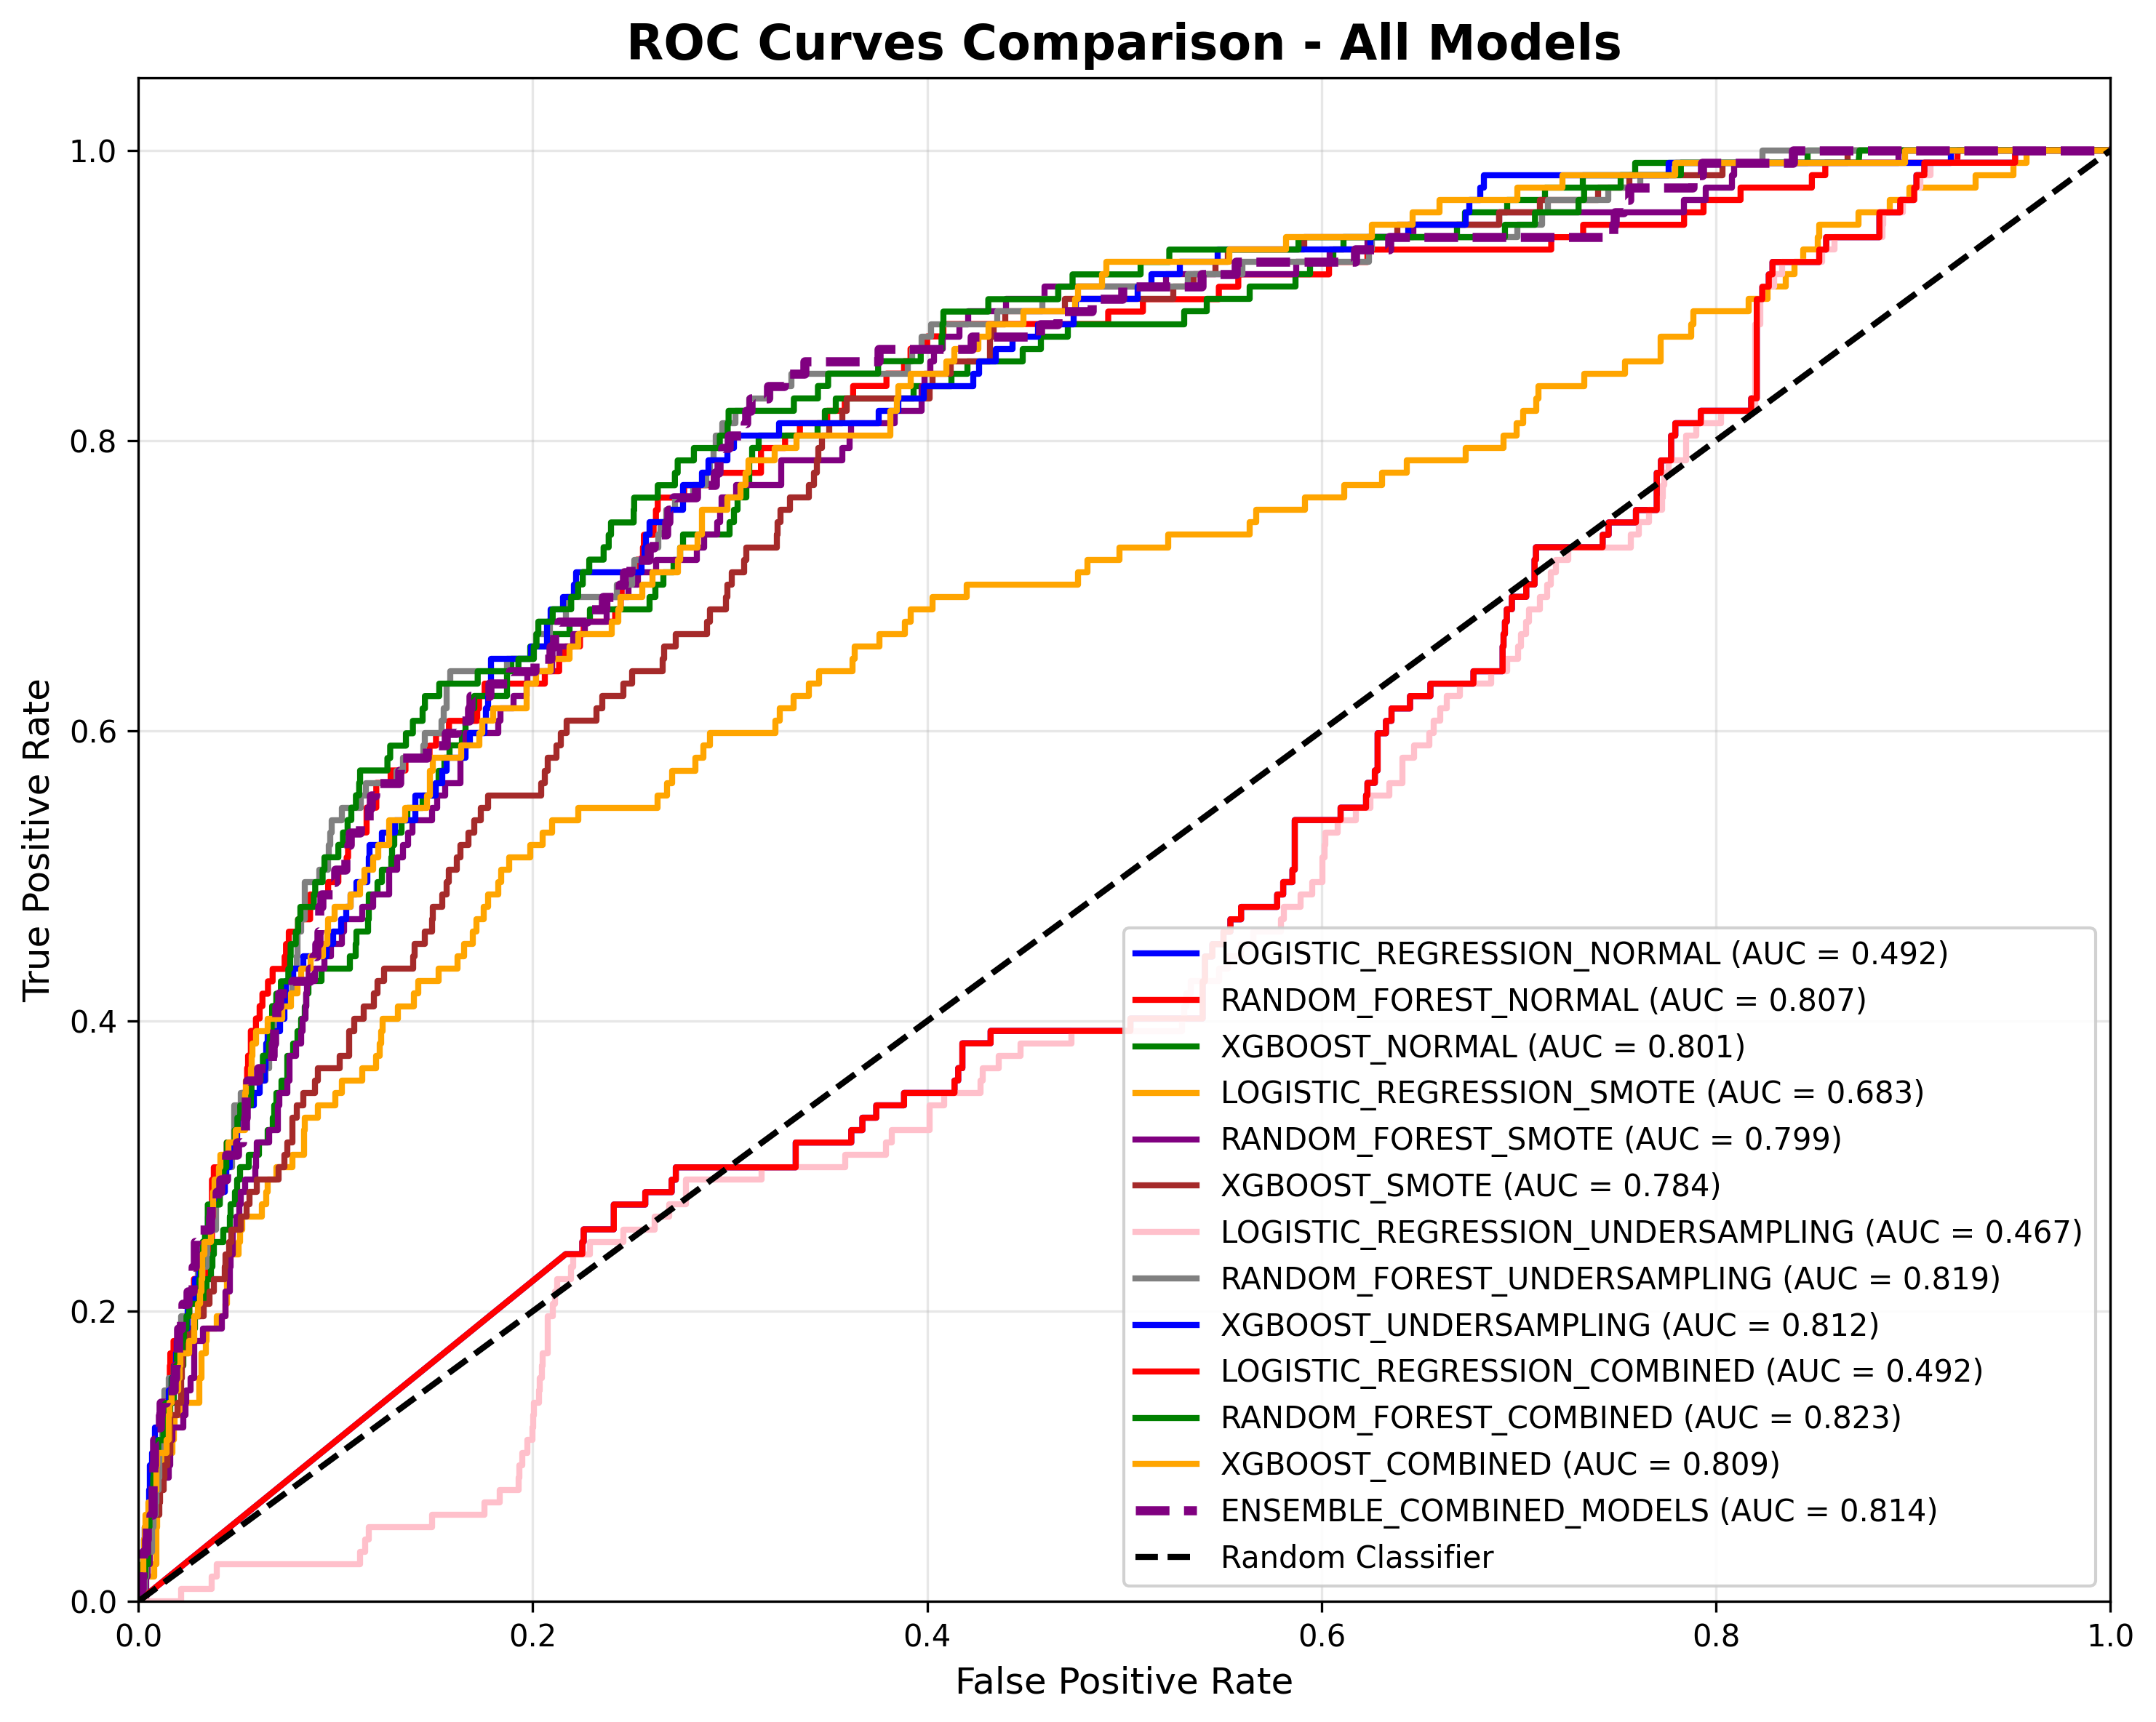 ROC Curves Comparison - All Models
True Positive Rate
1.0
0.8
0.6
0.4
0.2
0.0
LOGISTIC_REGRESSION_NORMAL (AUC = 0.492)
RANDOM_FOREST_NORMAL (AUC = 0.807)
XGBOOST_NORMAL (AUC = 0.801)
LOGISTIC_REGRESSION_SMOTE (AUC = 0.683)
RANDOM_FOREST_SMOTE (AUC = 0.799)
XGBOOST_SMOTE (AUC = 0.784)
LOGISTIC_REGRESSION_UNDERSAMPLING (AUC = 0.467)
RANDOM_FOREST_UNDERSAMPLING (AUC = 0.819)
XGBOOST_UNDERSAMPLING (AUC = 0.812)
LOGISTIC_REGRESSION_COMBINED (AUC = 0.492)
RANDOM_FOREST_COMBINED (AUC = 0.823)
XGBOOST_COMBINED (AUC = 0.809)
ENSEMBLE_COMBINED_MODELS (AUC = 0.814)
Random Classifier
0.0 0.2 0.4 0.6 0.8 1.0
False Positive Rate